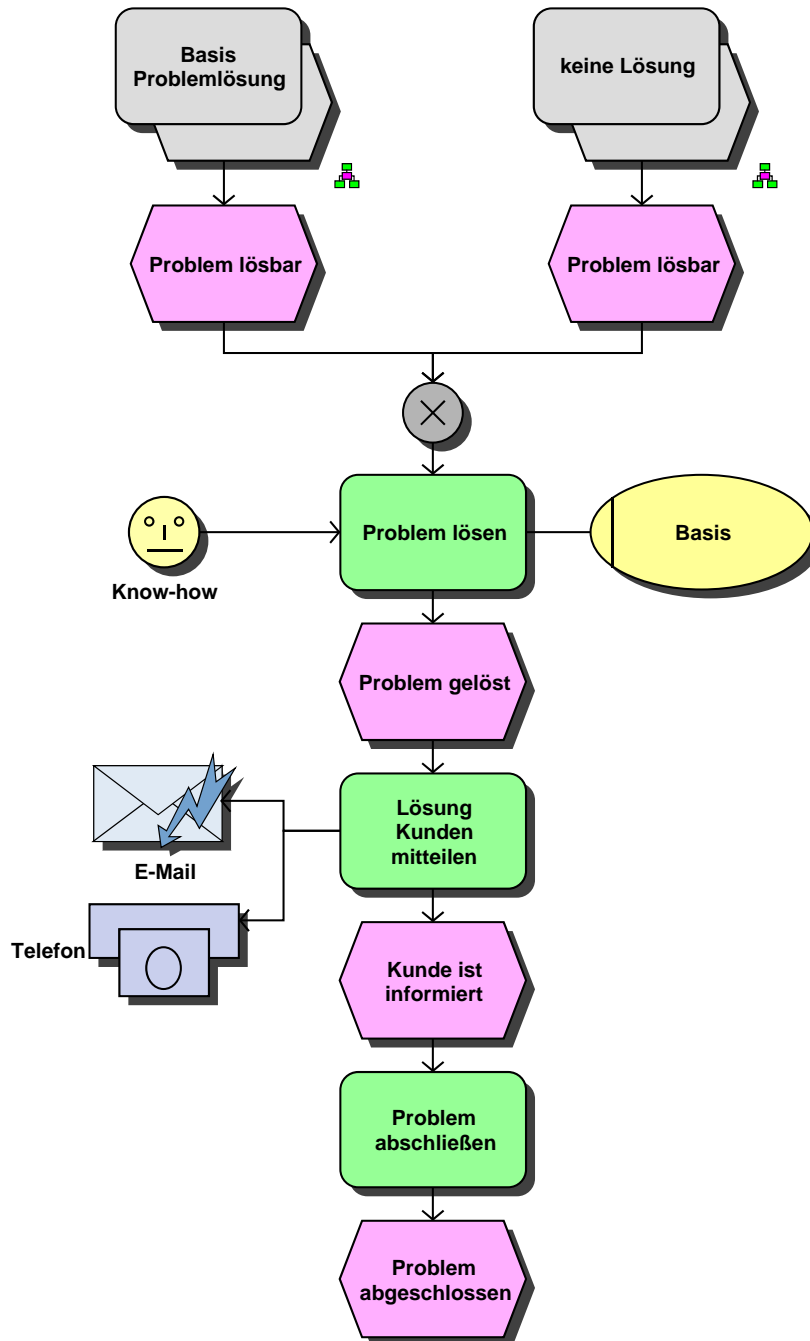 Basis
Problemlösung
keine Lösung
Problem lösbar
Problem lösbar
Problem lösen
Basis
Know-how
Problem gelöst
Lösung
Kunden
mitteilen
E-Mail
Telefon
Kunde ist
informiert
Problem
abschließen
Problem
abgeschlossen